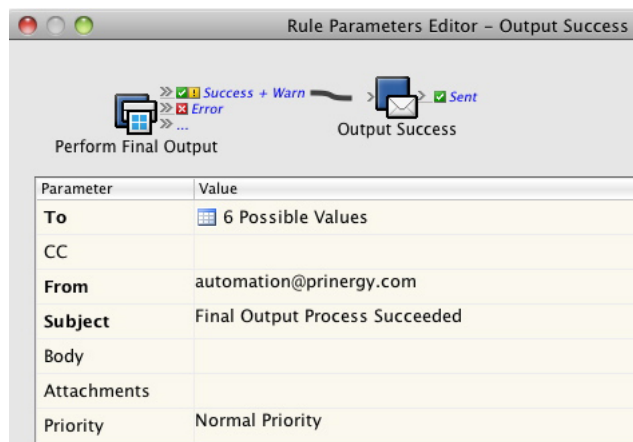 Rule Parameters Editor – Output Success
Success + Warn
Error
...
Sent
Perform Final Output
Output Success
Parameter Value
To 6 Possible Values
CC
From automation@prinergy.com
Subject Final Output Process Succeeded
Body
Attachments
Priority Normal Priority